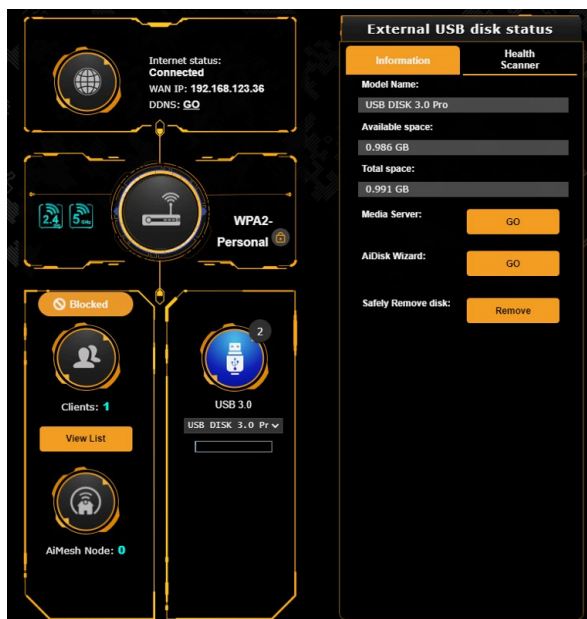 Internet status:
Connected
WAN IP: 192.168.123.36
DDNS: GO
2.4
5
WPA2-
Personal
Blocked
Clients: 1
View List
AiMesh Node: 0
2
USB 3.0
USB DISK 3.0 Pr
External USB disk status
Information
Health
Scanner
Model Name:
USB DISK 3.0 Pro
Available space:
0.986 GB
Total space:
0.991 GB
Media Server:
GO
AiDisk Wizard:
GO
Safely Remove disk:
Remove